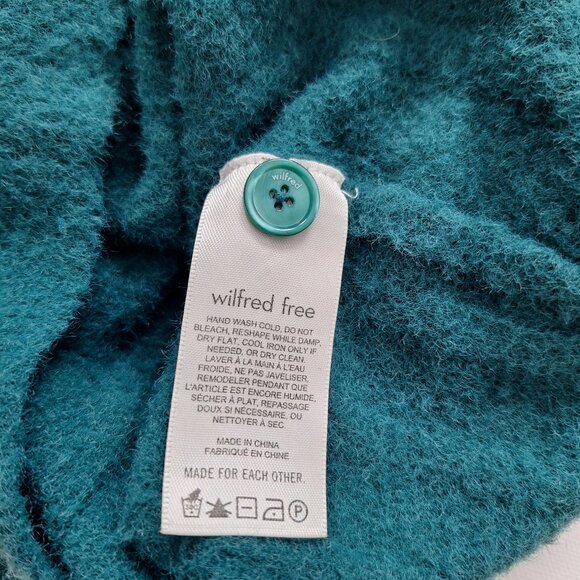 wilfred
wilfred free
HAND WASH COLD, DO NOT
BLEACH, RESHAPE WHILE DAMP.
DRY FLAT, COOL IRON ONLY IF
NEEDED, OR DRY CLEAN.
LAVER À LA MAIN À L'EAU
FROIDE, NE PAS JAVELISER,
REMODELER PENDANT QUE
L'ARTICLE EST ENCORE HUMIDE,
SÉCHER À PLAT, REPASSAGE
DOUX SI NÉCESSAIRE, OU
NETTOYER À SEC.
MADE IN CHINA
FABRIQUÉ EN CHINE
MADE FOR EACH OTHER.
30C P